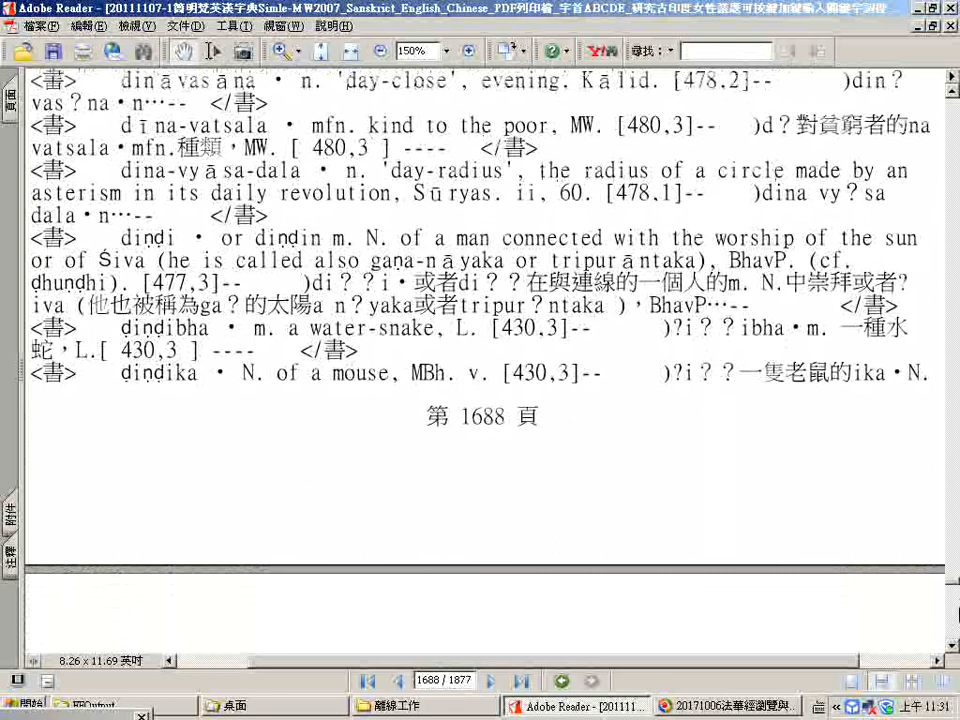 Adobe Reader - [20111107-1簡明梵英漢字典Simle-MW2007_Sanskrict_English_Chinese_PDF列印檔_字首ABCDE_研究古印度女性議題可按鍵加鍵輸入關鍵字詞搜
檔案(F) 編輯(E) 檢視(V) 文件(D) 工具(T) 視窗(W) 說明(H)
150% 尋找:
頁面
<書> dināvasāna • n. 'day-close', evening. Kālid. [478,2]-- )din?
vas?na•n…-- </書>
<書> dīna-vatsala • mfn. kind to the poor, MW. [480,3]-- )d?對貧窮者的na
vatsala•mfn.種類，MW. [ 480,3 ] ---- </書>
<書> dina-vyāsa-dala • n. 'day-radius', the radius of a circle made by an
asterism in its daily revolution, Sūryas. ii, 60. [478,1]-- )dina vy?sa
dala•n…-- </書>
<書> diṇḍi • or diṇḍin m. N. of a man connected with the worship of the sun
or of Śiva (he is called also gaṇa-nāyaka or tripurāntaka), BhavP. (cf.
ḍhuṇḍhi). [477,3]-- )di??i•或者di??在與連線的一個人的m. N.中崇拜或者?
iva (他也被稱為ga?的太陽a n?yaka或者tripur?ntaka )，BhavP…-- </書>
<書> ḍiṇḍibha • m. a water-snake, L. [430,3]-- )?i??ibha•m. 一種水
蛇，L.[ 430,3 ] ---- </書>
<書> ḍiṇḍika • N. of a mouse, MBh. v. [430,3]-- )?i??一隻老鼠的ika•N.
第 1688 頁
附件
注釋
8.26 x 11.69 英吋
1688 / 1877
開始 FFOutput 桌面 離線工作 Adobe Reader - [201111... 20171006法華經瀏覽與... 上午 11:31